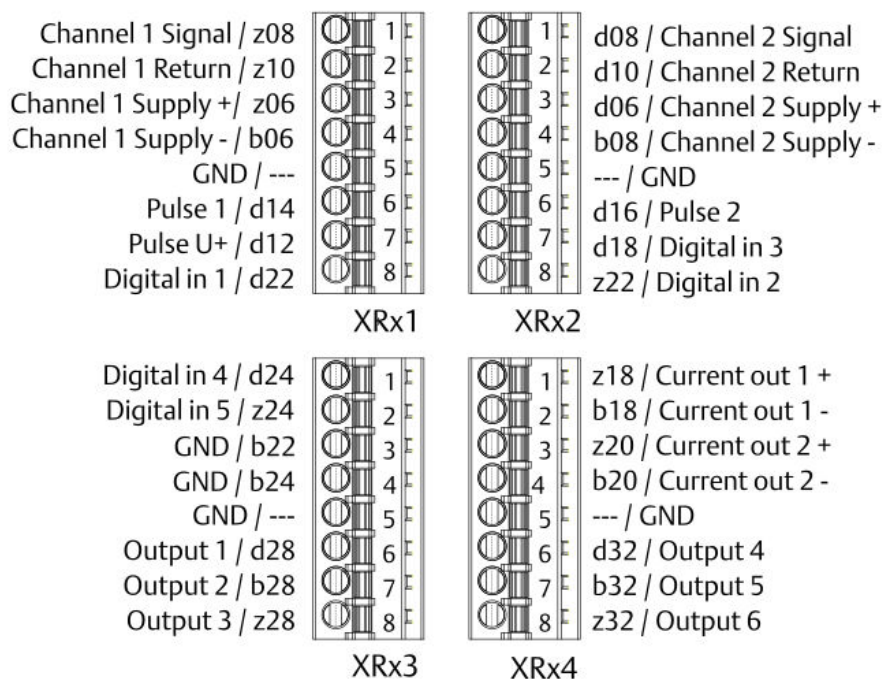 Channel 1 Signal / z08 1
Channel 1 Return / z10 2
Channel 1 Supply +/ z06 3
Channel 1 Supply - / b06 4
GND / --- 5
Pulse 1 / d14 6
Pulse U+ / d12 7
Digital in 1 / d22 8
XRx1
1 d08 / Channel 2 Signal
2 d10 / Channel 2 Return
3 d06 / Channel 2 Supply +
4 b08 / Channel 2 Supply -
5 --- / GND
6 d16 / Pulse 2
7 d18 / Digital in 3
8 z22 / Digital in 2
XRx2
Digital in 4 / d24 1
Digital in 5 / z24 2
GND / b22 3
GND / b24 4
GND / --- 5
Output 1 / d28 6
Output 2 / b28 7
Output 3 / z28 8
XRx3
1 z18 / Current out 1 +
2 b18 / Current out 1 -
3 z20 / Current out 2 +
4 b20 / Current out 2 -
5 --- / GND
6 d32 / Output 4
7 b32 / Output 5
8 z32 / Output 6
XRx4